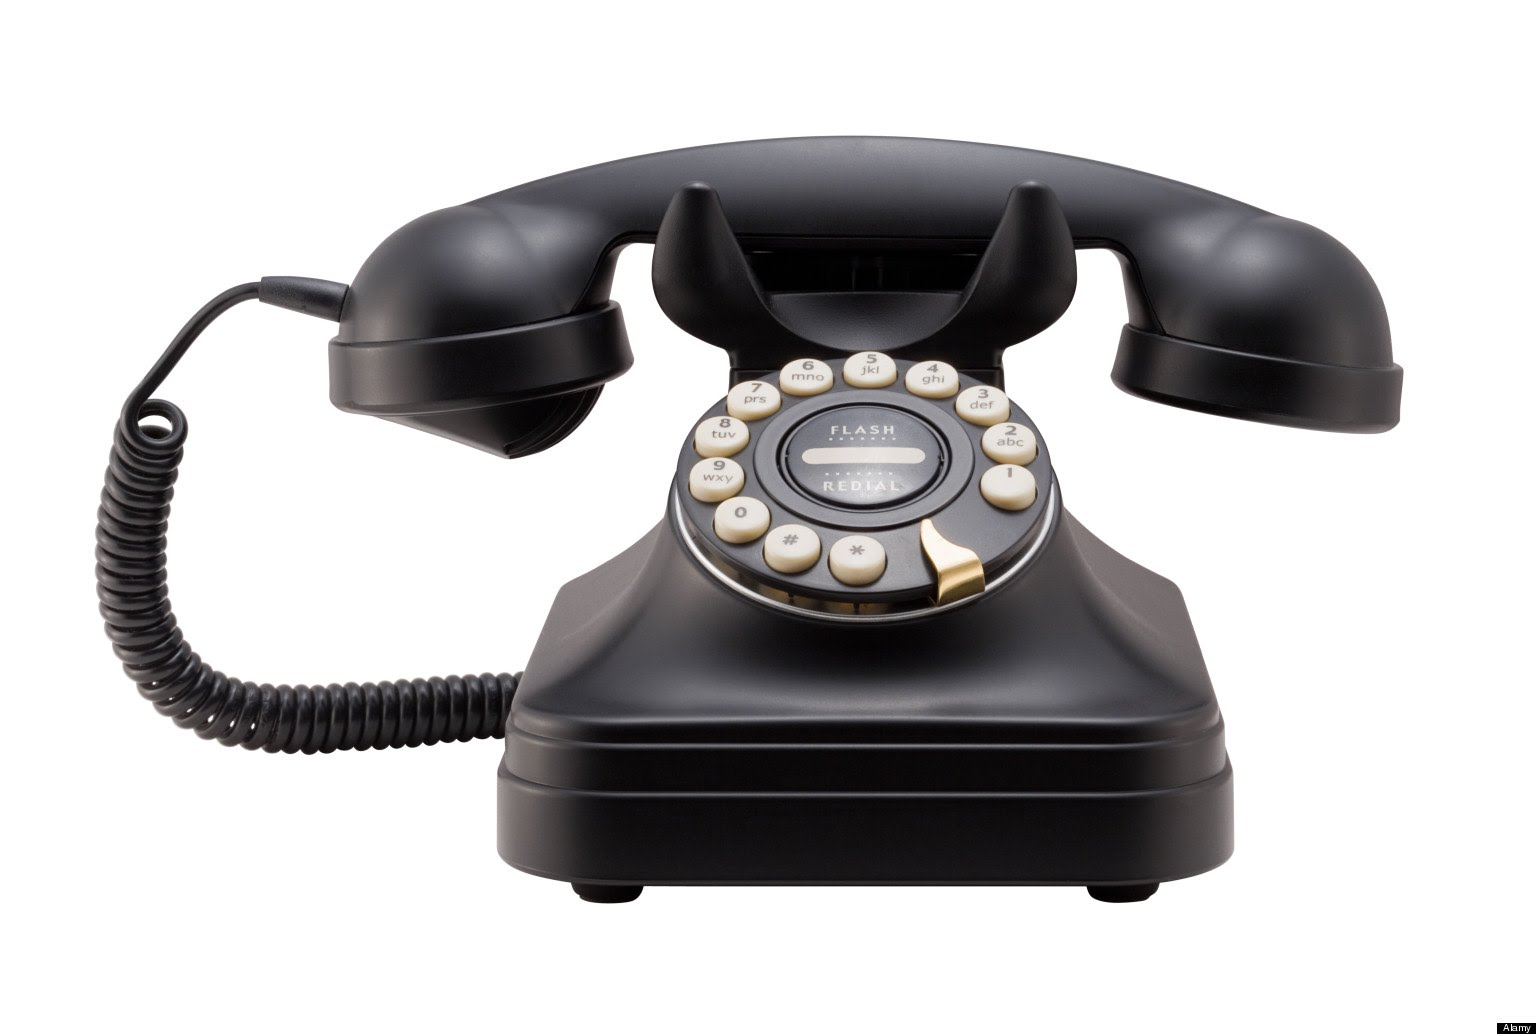 5
jkl
6
mno
4
ghi
7
prs
3
def
8
tuv
2
abc
FLASH
9
wxy
1
REDIAL
0
#
*
Alamy